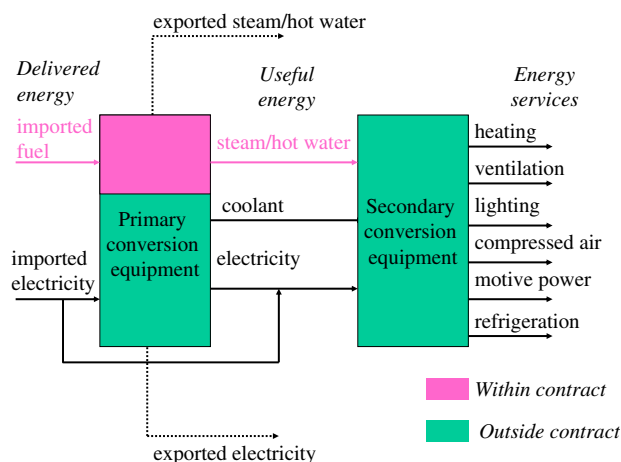 exported steam/hot water
Delivered
energy
Useful
energy
Energy
services
imported
fuel
steam/hot water
heating
ventilation
Primary
conversion
equipment
coolant
Secondary
conversion
equipment
lighting
imported
electricity
electricity
compressed air
motive power
refrigeration
Within contract
Outside contract
exported electricity